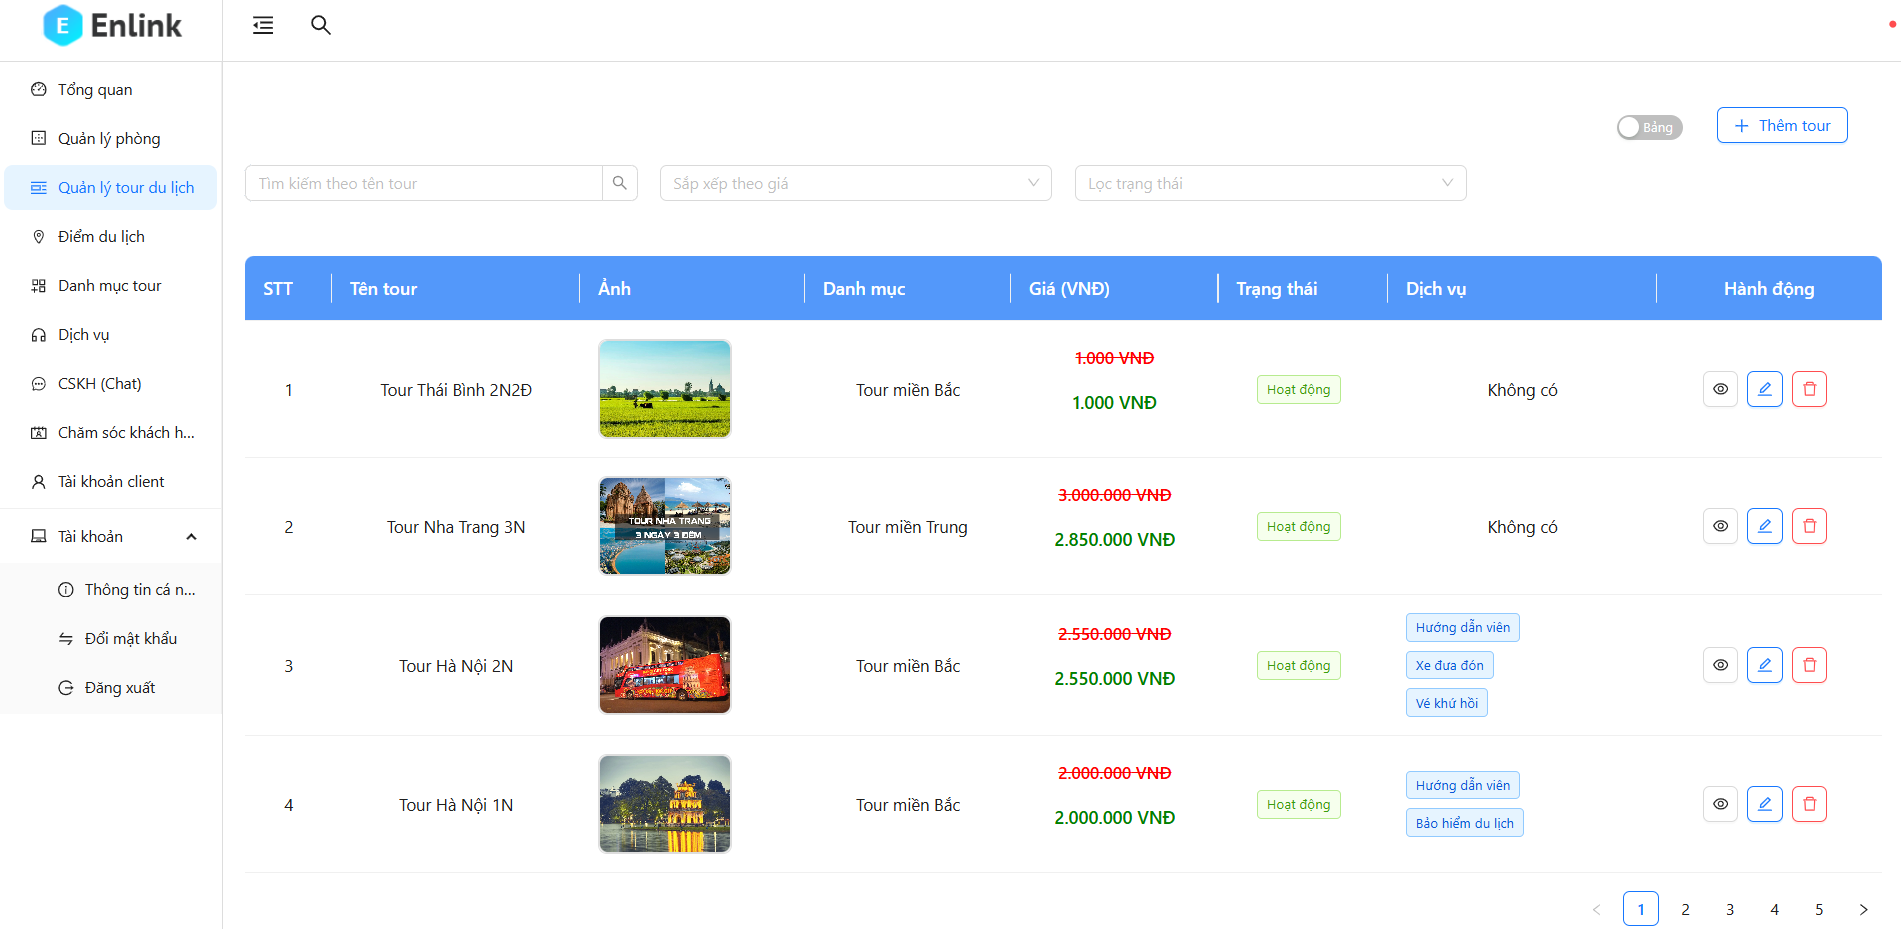 E Enlink
Tổng quan
Quản lý phòng
Quản lý tour du lịch
Điểm du lịch
Danh mục tour
Dịch vụ
CSKH (Chat)
Chăm sóc khách h...
Tài khoản client
Tài khoản
Thông tin cá n...
Đổi mật khẩu
Đăng xuất
Bảng
Thêm tour
Tìm kiếm theo tên tour
Sắp xếp theo giá
Lọc trạng thái
STT Tên tour Ảnh Danh mục Giá (VNĐ) Trạng thái Dịch vụ Hành động
1.000 VNĐ
1 Tour Thái Bình 2N2Đ Tour miền Bắc Hoạt động Không có
1.000 VNĐ
3.000.000 VNĐ
TOUR NHA TRANG
2 Tour Nha Trang 3N Tour miền Trung Hoạt động Không có
3 NGÀY 3 ĐÊM
2.850.000 VNĐ
Hướng dẫn viên
2.550.000 VNĐ
3 Tour Hà Nội 2N Tour miền Bắc Hoạt động Xe đưa đón
2.550.000 VNĐ
Vé khứ hồi
2.000.000 VNĐ
Hướng dẫn viên
4 Tour Hà Nội 1N Tour miền Bắc Hoạt động
2.000.000 VNĐ
Bảo hiểm du lịch
1 2 3 4 5